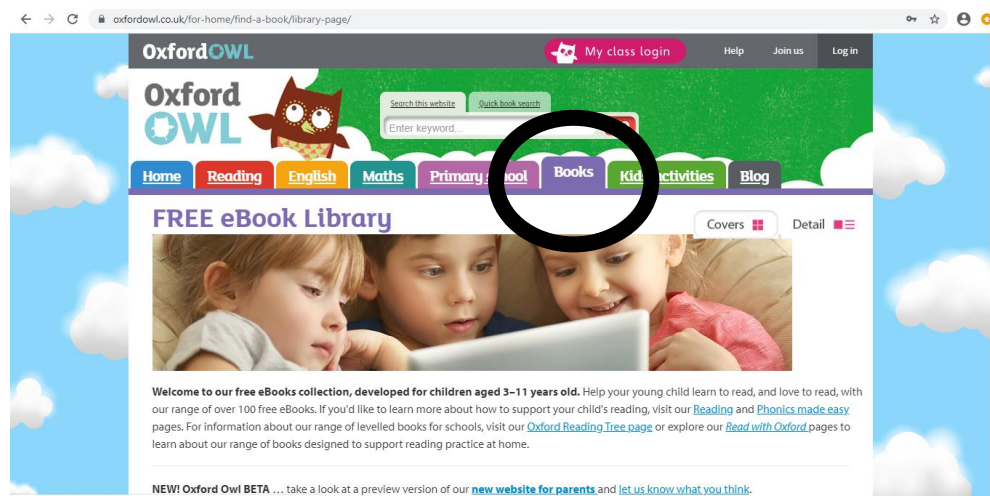 oxfordowl.co.uk/for-home/find-a-book/library-page/
OxfordOWL My class login Help Join us Log in
Oxford
OWL
Search this website Quick book search
Enter keyword...
Home Reading English Maths Primary Books Kids' Blog
FREE eBook Library
Covers Detail
Welcome to our free eBooks collection, developed for children aged 3–11 years old. Help your young child learn to read, and love to read, with
our range of over 100 free eBooks. If you'd like to learn more about how to support your child's reading, visit our Reading and Phonics made easy
pages. For information about our range of levelled books for schools, visit our Oxford Reading Tree page or explore our Read with Oxford pages to
learn about our range of books designed to support reading practice at home.
NEW! Oxford Owl BETA ... take a look at a preview version of our new website for parents and let us know what you think.